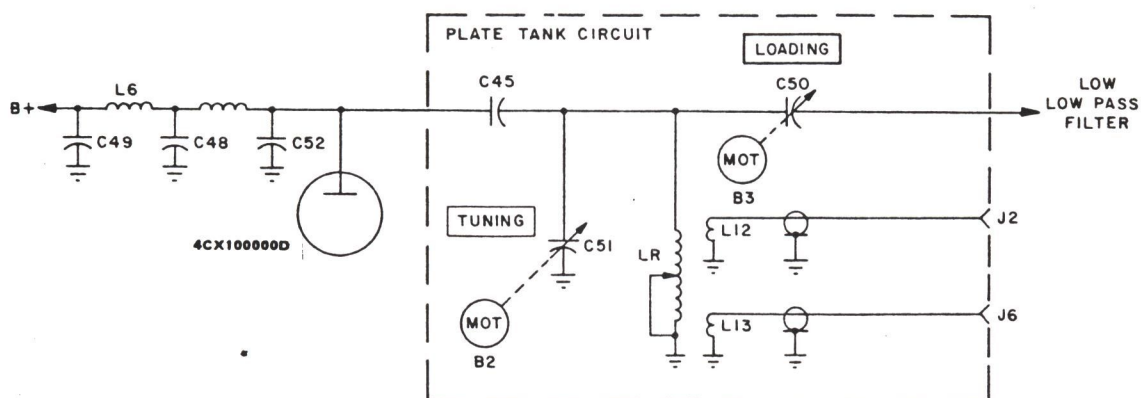 PLATE TANK CIRCUIT
LOADING
C45
C50
L6
B+
LOW
LOW PASS
FILTER
C49
C48
C52
MOT
B3
TUNING
J2
L12
4CX100000D
C51
LR
MOT
B2
L13
J6